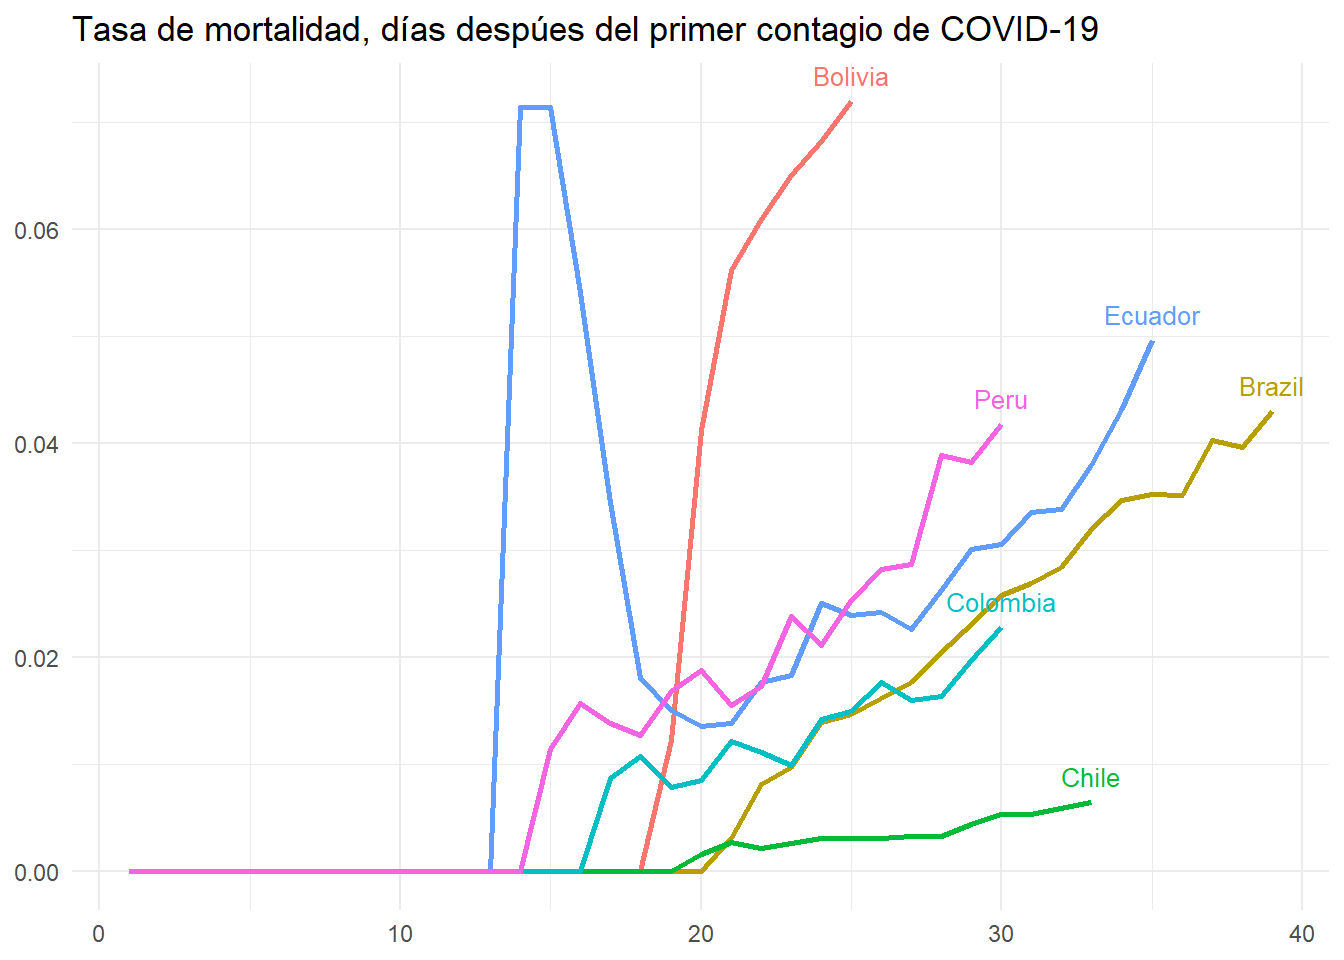 Tasa de mortalidad, días despúes del primer contagio de COVID-19
Bolivia
0.06
Ecuador
Brazil
Peru
0.04
Colombia
0.02
Chile
0.00
0 10 20 30 40